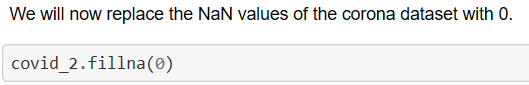 We will now replace the NaN values of the corona dataset with 0.
covid_2.fillna(0)